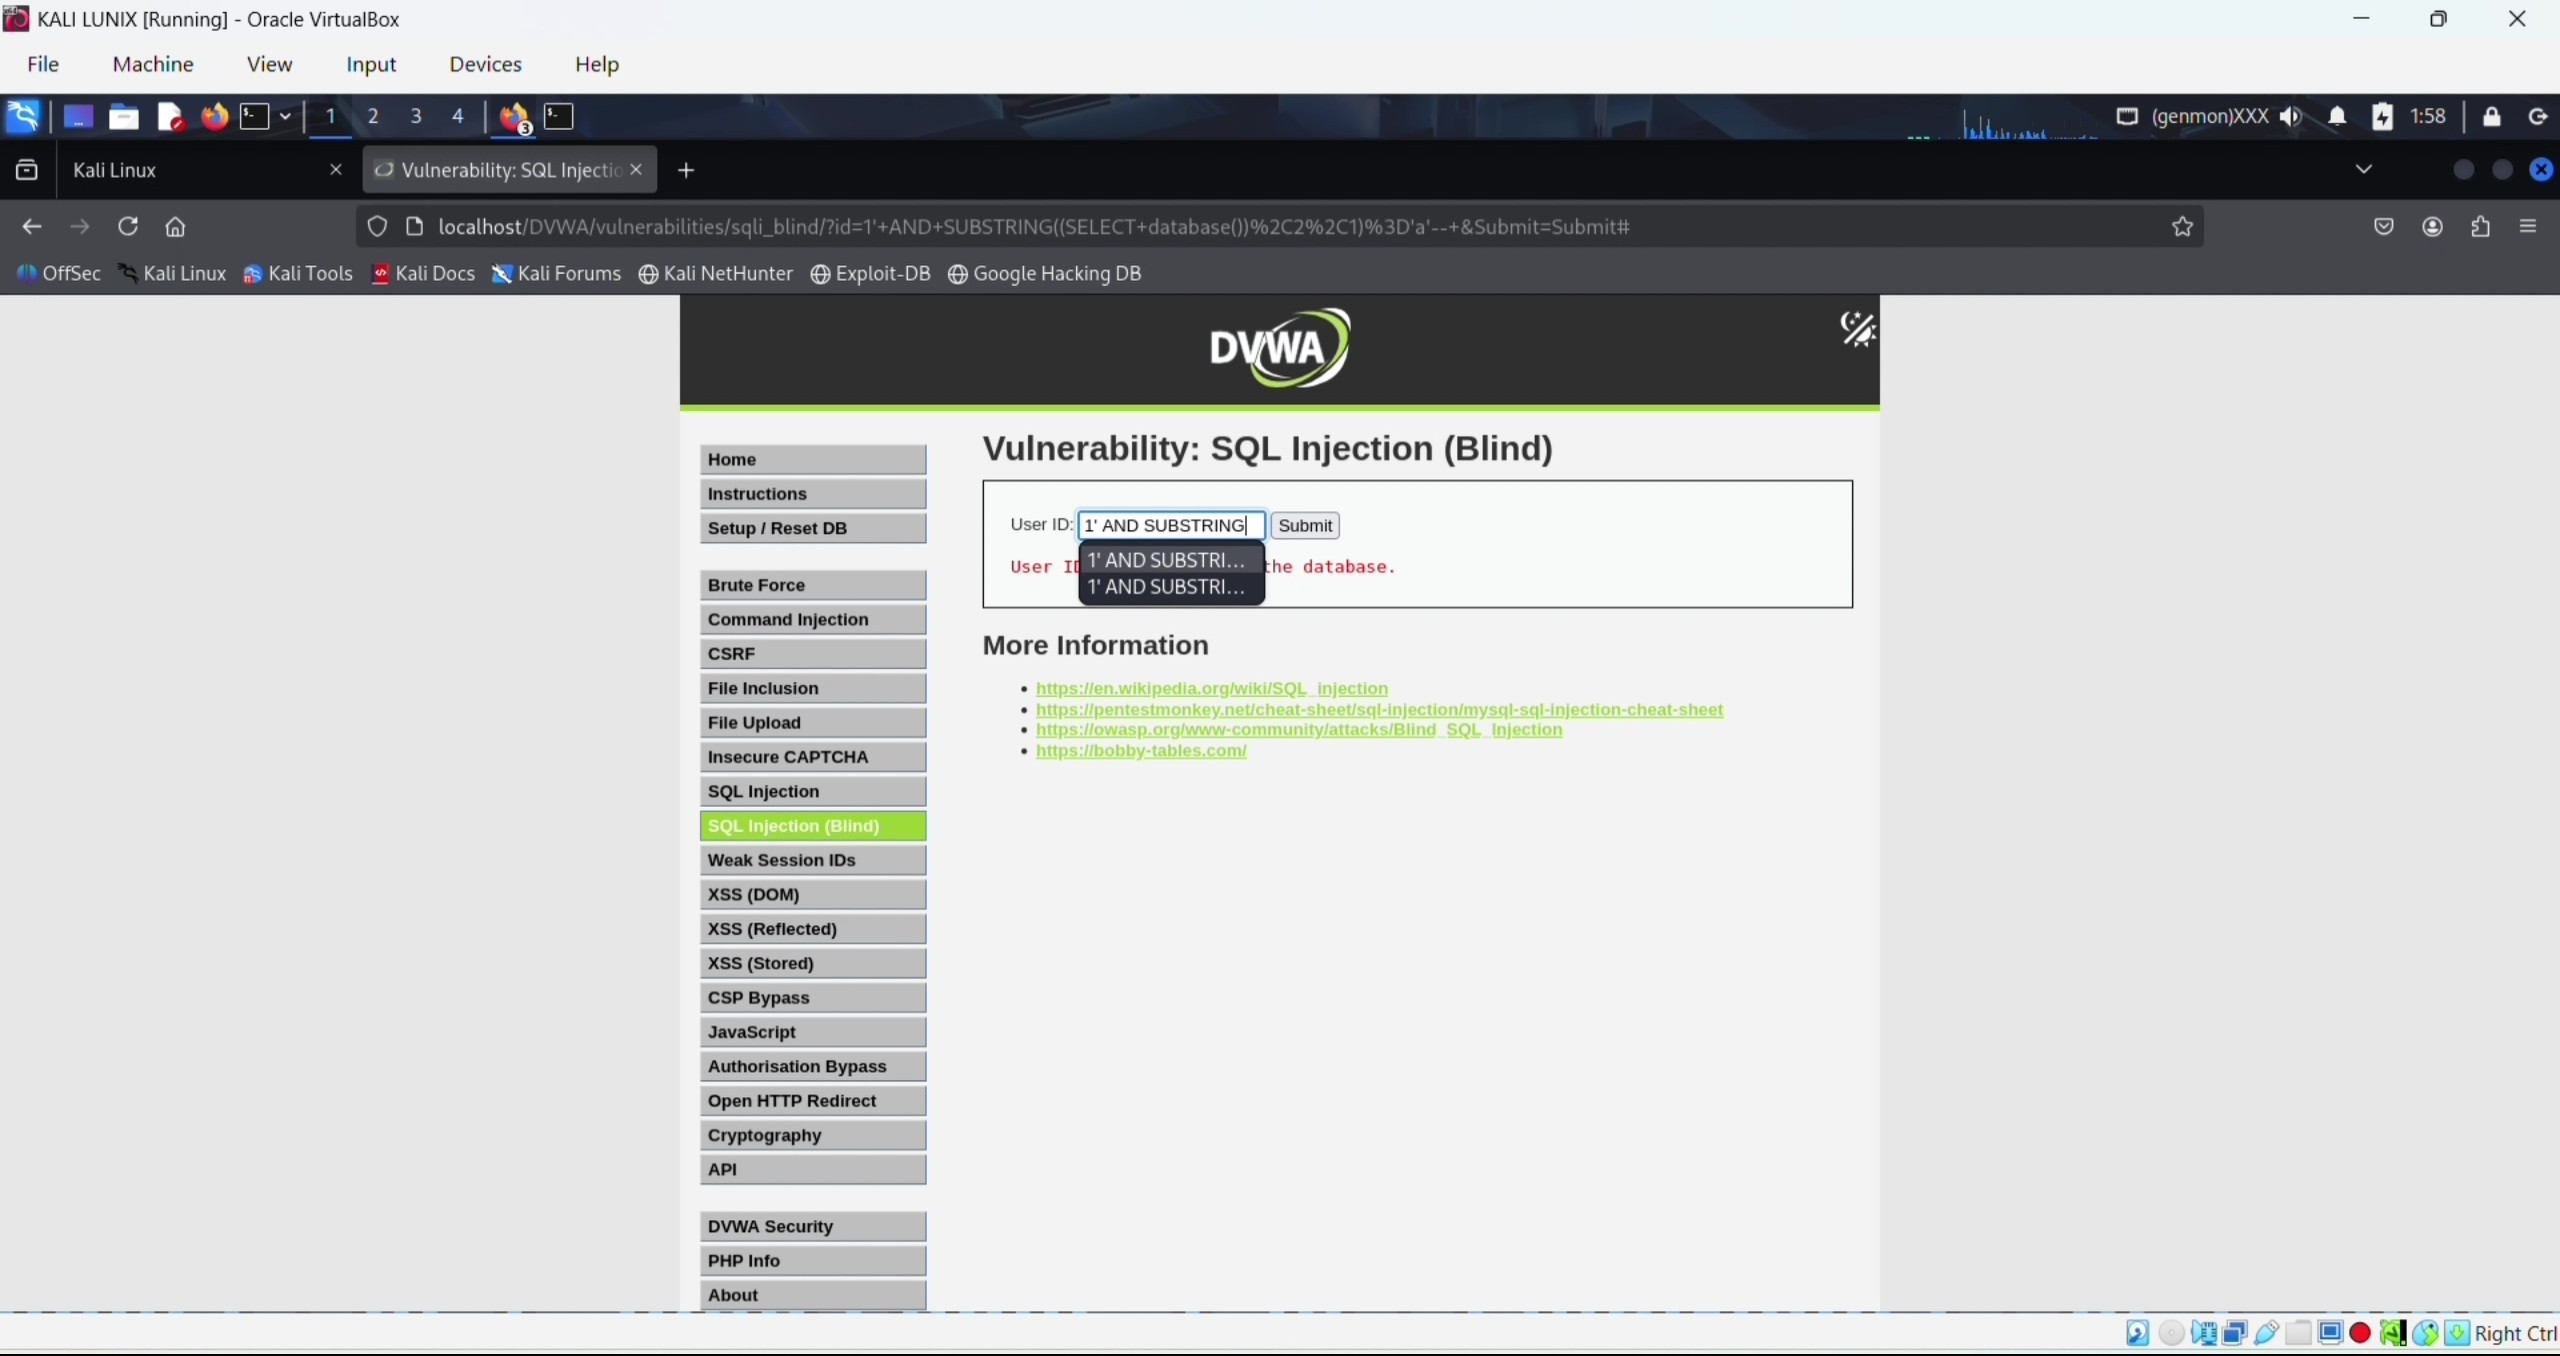 KALI LUNIX [Running] - Oracle VirtualBox
File Machine View Input Devices Help
1 2 3 4 3 (genmon)XXX 1:58
Kali Linux Vulnerability: SQL Injectio
localhost/DVWA/vulnerabilities/sqli_blind/?id=1'+AND+SUBSTRING((SELECT+database())%2C2%2C1)%3D'a'--+&Submit=Submit#
OffSec Kali Linux Kali Tools Kali Docs Kali Forums Kali NetHunter Exploit-DB Google Hacking DB
DVWA
Home
Instructions
Setup / Reset DB
Brute Force
Command Injection
CSRF
File Inclusion
File Upload
Insecure CAPTCHA
SQL Injection
SQL Injection (Blind)
Weak Session IDs
XSS (DOM)
XSS (Reflected)
XSS (Stored)
CSP Bypass
JavaScript
Authorisation Bypass
Open HTTP Redirect
Cryptography
API
DVWA Security
PHP Info
About
Vulnerability: SQL Injection (Blind)
User ID: 1' AND SUBSTRING Submit
1' AND SUBSTRI...
1' AND SUBSTRI...
User ID the database.
More Information
https://en.wikipedia.org/wiki/SQL_injection
https://pentestmonkey.net/cheat-sheet/sql-injection/mysql-sql-injection-cheat-sheet
https://owasp.org/www-community/attacks/Blind_SQL_Injection
https://bobby-tables.com/
Right Ctrl